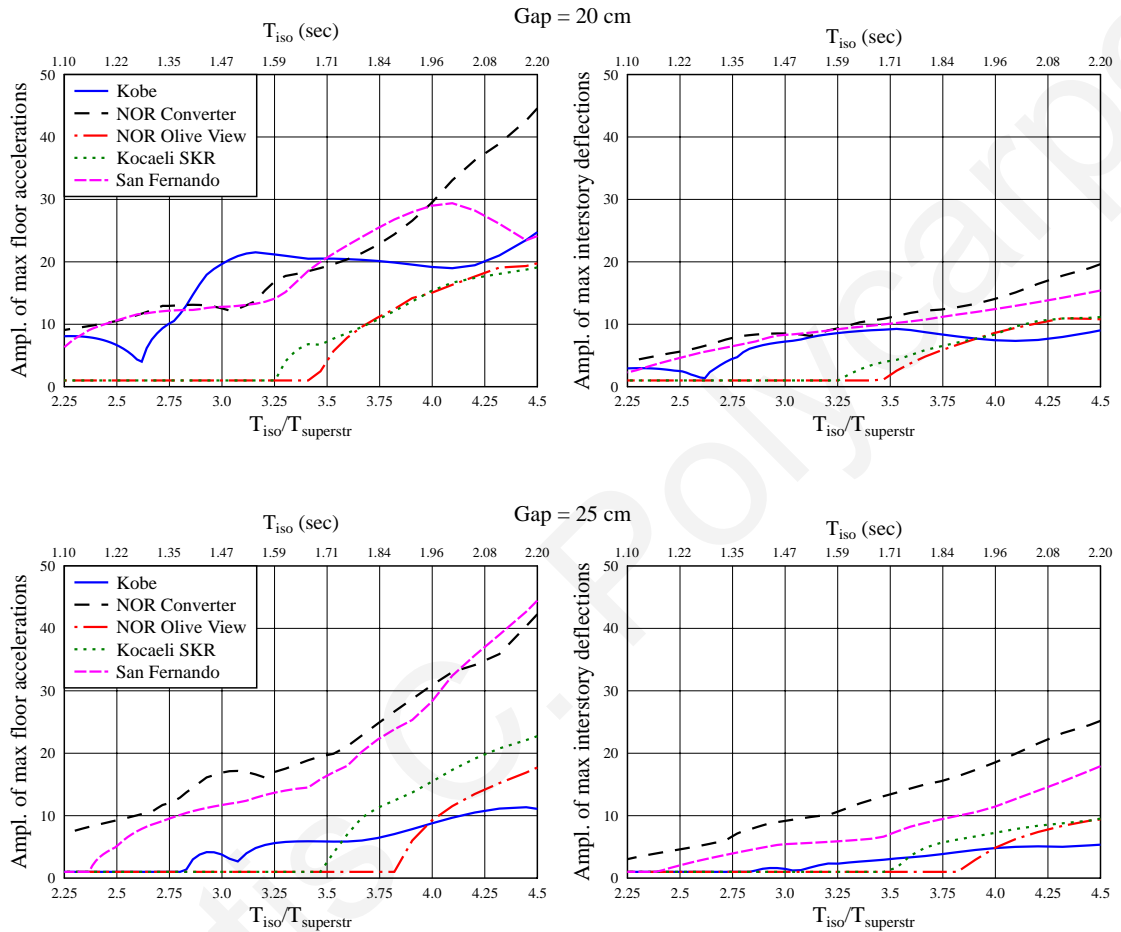 Gap = 20 cm
T_iso (sec)
T_iso (sec)
1.10 1.22 1.35 1.47 1.59 1.71 1.84 1.96 2.08 2.20
1.10 1.22 1.35 1.47 1.59 1.71 1.84 1.96 2.08 2.20
Ampl. of max floor accelerations
50
40
30
20
10
0
Kobe
NOR Converter
NOR Olive View
Kocaeli SKR
San Fernando
2.25 2.5 2.75 3.0 3.25 3.5 3.75 4.0 4.25 4.5
T_iso/T_superstr
Ampl. of max interstory deflections
50
40
30
20
10
0
2.25 2.5 2.75 3.0 3.25 3.5 3.75 4.0 4.25 4.5
T_iso/T_superstr
Gap = 25 cm
T_iso (sec)
T_iso (sec)
1.10 1.22 1.35 1.47 1.59 1.71 1.84 1.96 2.08 2.20
1.10 1.22 1.35 1.47 1.59 1.71 1.84 1.96 2.08 2.20
Ampl. of max floor accelerations
50
40
30
20
10
0
Kobe
NOR Converter
NOR Olive View
Kocaeli SKR
San Fernando
2.25 2.5 2.75 3.0 3.25 3.5 3.75 4.0 4.25 4.5
T_iso/T_superstr
Ampl. of max interstory deflections
50
40
30
20
10
0
2.25 2.5 2.75 3.0 3.25 3.5 3.75 4.0 4.25 4.5
T_iso/T_superstr
C. Polycarp